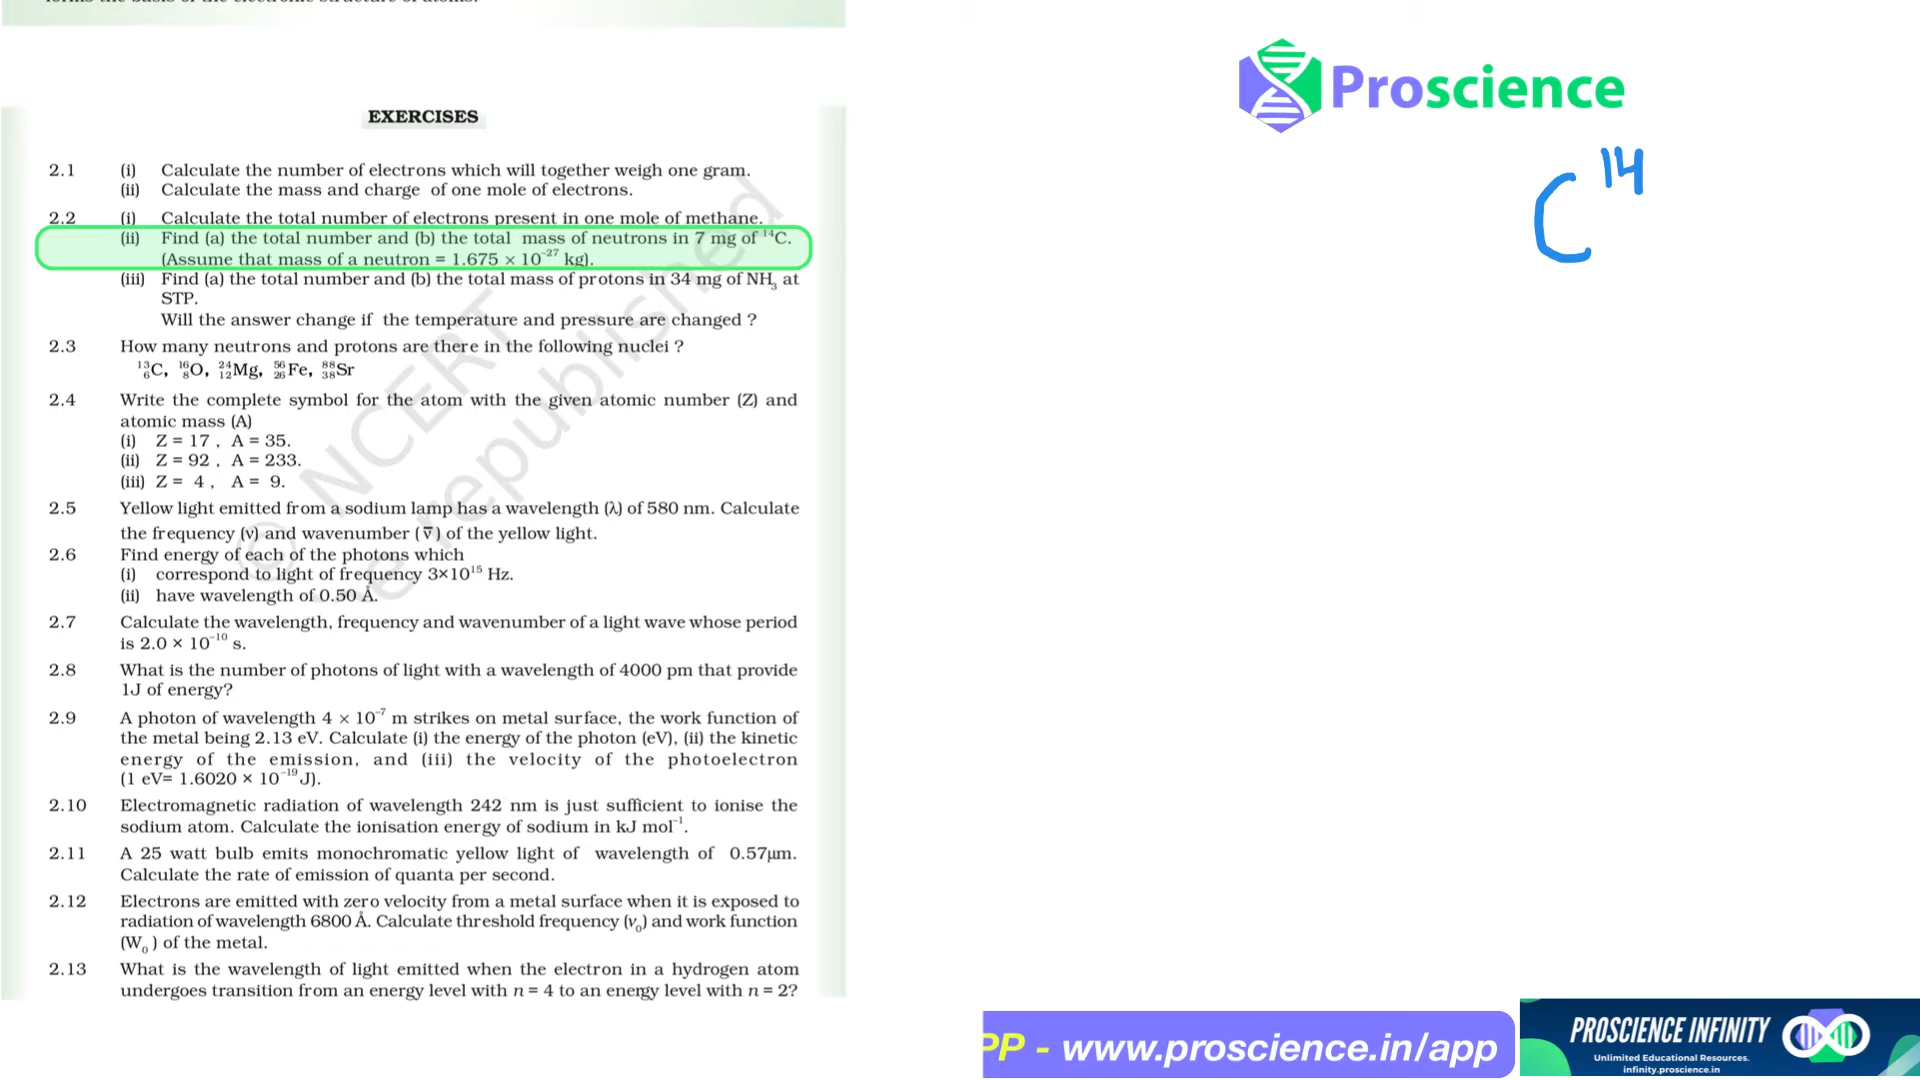 EXERCISES
2.1 (i) Calculate the number of electrons which will together weigh one gram.
(ii) Calculate the mass and charge of one mole of electrons.
2.2 (i) Calculate the total number of electrons present in one mole of methane.
(ii) Find (a) the total number and (b) the total mass of neutrons in 7 mg of ¹⁴C.
(Assume that mass of a neutron = 1.675 × 10⁻²⁷ kg).
(iii) Find (a) the total number and (b) the total mass of protons in 34 mg of NH₃ at
STP.
Will the answer change if the temperature and pressure are changed ?
2.3 How many neutrons and protons are there in the following nuclei ?
¹³₆C, ¹⁶₈O, ²⁴₁₂Mg, ⁵⁶₂₆Fe, ⁸⁸₃₈Sr
2.4 Write the complete symbol for the atom with the given atomic number (Z) and
atomic mass (A)
(i) Z = 17 , A = 35.
(ii) Z = 92 , A = 233.
(iii) Z = 4 , A = 9.
2.5 Yellow light emitted from a sodium lamp has a wavelength (λ) of 580 nm. Calculate
the frequency (ν) and wavenumber ( ν̅ ) of the yellow light.
2.6 Find energy of each of the photons which
(i) correspond to light of frequency 3×10¹⁵ Hz.
(ii) have wavelength of 0.50 Å.
2.7 Calculate the wavelength, frequency and wavenumber of a light wave whose period
is 2.0 × 10⁻¹⁰ s.
2.8 What is the number of photons of light with a wavelength of 4000 pm that provide
1J of energy?
2.9 A photon of wavelength 4 × 10⁻⁷ m strikes on metal surface, the work function of
the metal being 2.13 eV. Calculate (i) the energy of the photon (eV), (ii) the kinetic
energy of the emission, and (iii) the velocity of the photoelectron
(1 eV= 1.6020 × 10⁻¹⁹ J).
2.10 Electromagnetic radiation of wavelength 242 nm is just sufficient to ionise the
sodium atom. Calculate the ionisation energy of sodium in kJ mol⁻¹.
2.11 A 25 watt bulb emits monochromatic yellow light of wavelength of 0.57μm.
Calculate the rate of emission of quanta per second.
2.12 Electrons are emitted with zero velocity from a metal surface when it is exposed to
radiation of wavelength 6800 Å. Calculate threshold frequency (ν₀) and work function
(W₀ ) of the metal.
2.13 What is the wavelength of light emitted when the electron in a hydrogen atom
undergoes transition from an energy level with n = 4 to an energy level with n = 2?
© NCERT
republished
Proscience
C¹⁴
PP - www.proscience.in/app
PROSCIENCE INFINITY
Unlimited Educational Resources.
infinity.proscience.in